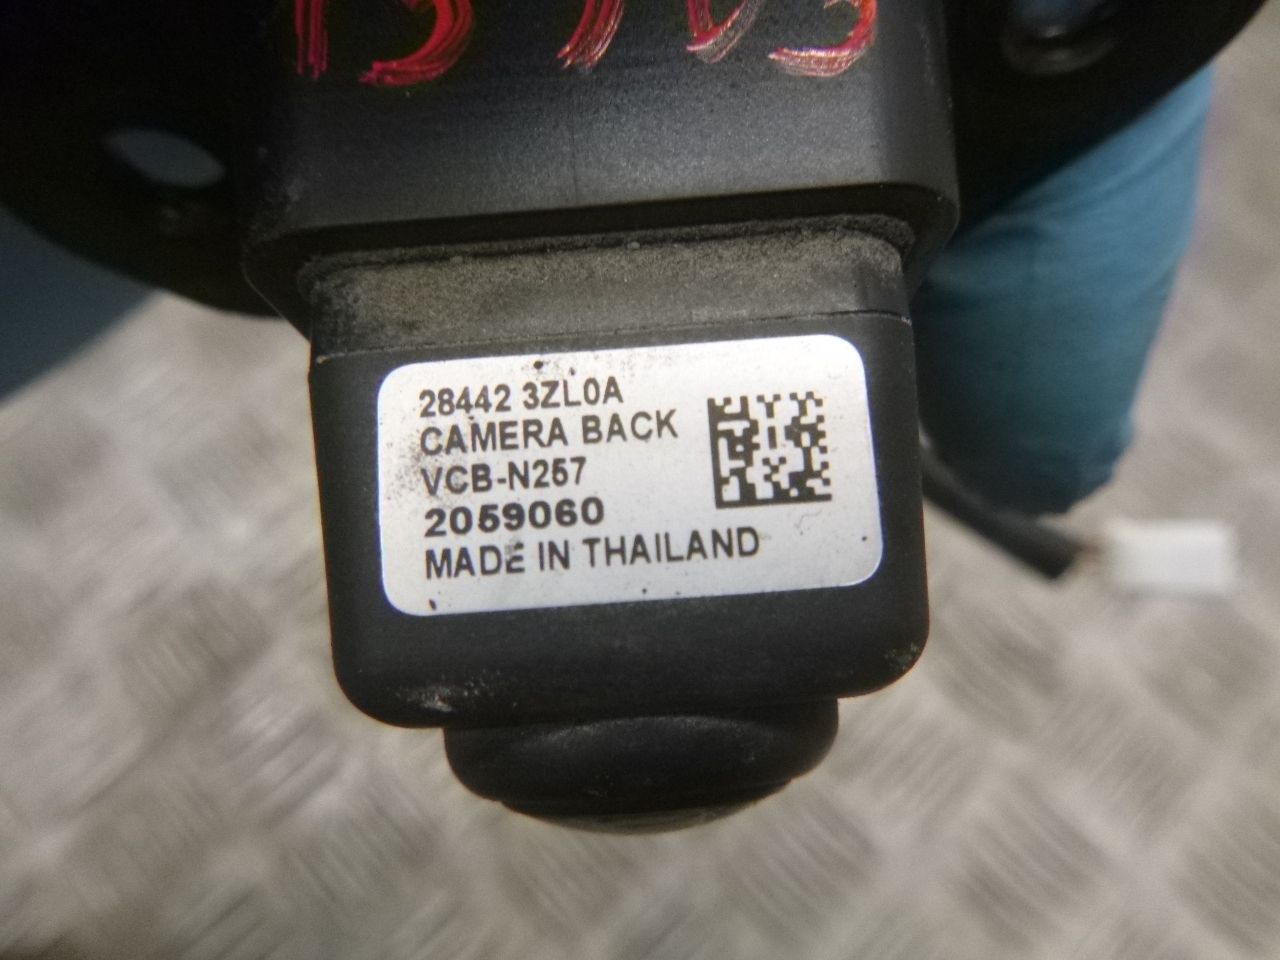 28442 3ZL0A
CAMERA BACK
VCB-N257
2059060
MADE IN THAILAND